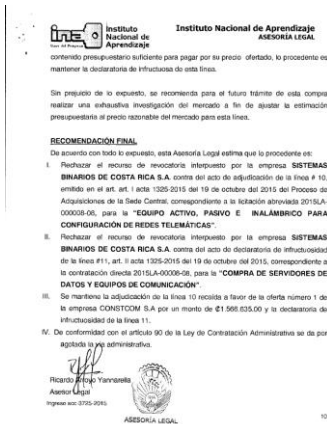 ina
Instituto
Nacional de
Aprendizaje
Instituto Nacional de Aprendizaje
ASESORÍA LEGAL
contenido presupuestario suficiente para pagar por su precio ofertado, lo procedente es
mantener la declaratoria de infructuosa de esta línea.
Sin prejuicio de lo expuesto, se recomienda para el futuro trámite de esta compra
realizar una exhaustiva investigación del mercado a fin de ajustar la estimación
presupuestaria al precio razonable del mercado para esta línea.
RECOMENDACIÓN FINAL
De acuerdo con todo lo expuesto, esta Asesoría Legal estima que lo procedente es:
I. Rechazar el recurso de revocatoria interpuesto por la empresa SISTEMAS
BINARIOS DE COSTA RICA S.A. contra del acto de adjudicación de la línea # 10,
emitido en el art. art. I acta 1325-2015 del 19 de octubre del 2015 del Proceso de
Adquisiciones de la Sede Central, correspondiente a la licitación abreviada 2015LA-
000008-08, para la "EQUIPO ACTIVO, PASIVO E INALÁMBRICO PARA
CONFIGURACIÓN DE REDES TELEMÁTICAS".
II. Rechazar el recurso de revocatoria interpuesto por la empresa SISTEMAS
BINARIOS DE COSTA RICA S.A. contra del acto de declaratoria de infructuosidad
de la línea #11, art. II acta 1325-2015 del 19 de octubre del 2015, correspondiente a
la contratación directa 2015LA-00008-08, para la "COMPRA DE SERVIDORES DE
DATOS Y EQUIPOS DE COMUNICACIÓN".
III. Se mantiene la adjudicación de la línea 10 recaída a favor de la oferta número 1 de
la empresa CONSTCOM S.A por un monto de ₡1.566.635.00 y la declaratoria de
infructuosidad de la línea 11.
IV. De conformidad con el artículo 90 de la Ley de Contratación Administrativa se da por
agotada la vía administrativa.
Ricardo Arroyo Yannarella
Asesor Legal
Ingreso aoc 3725-2015
ASESORÍA LEGAL
10